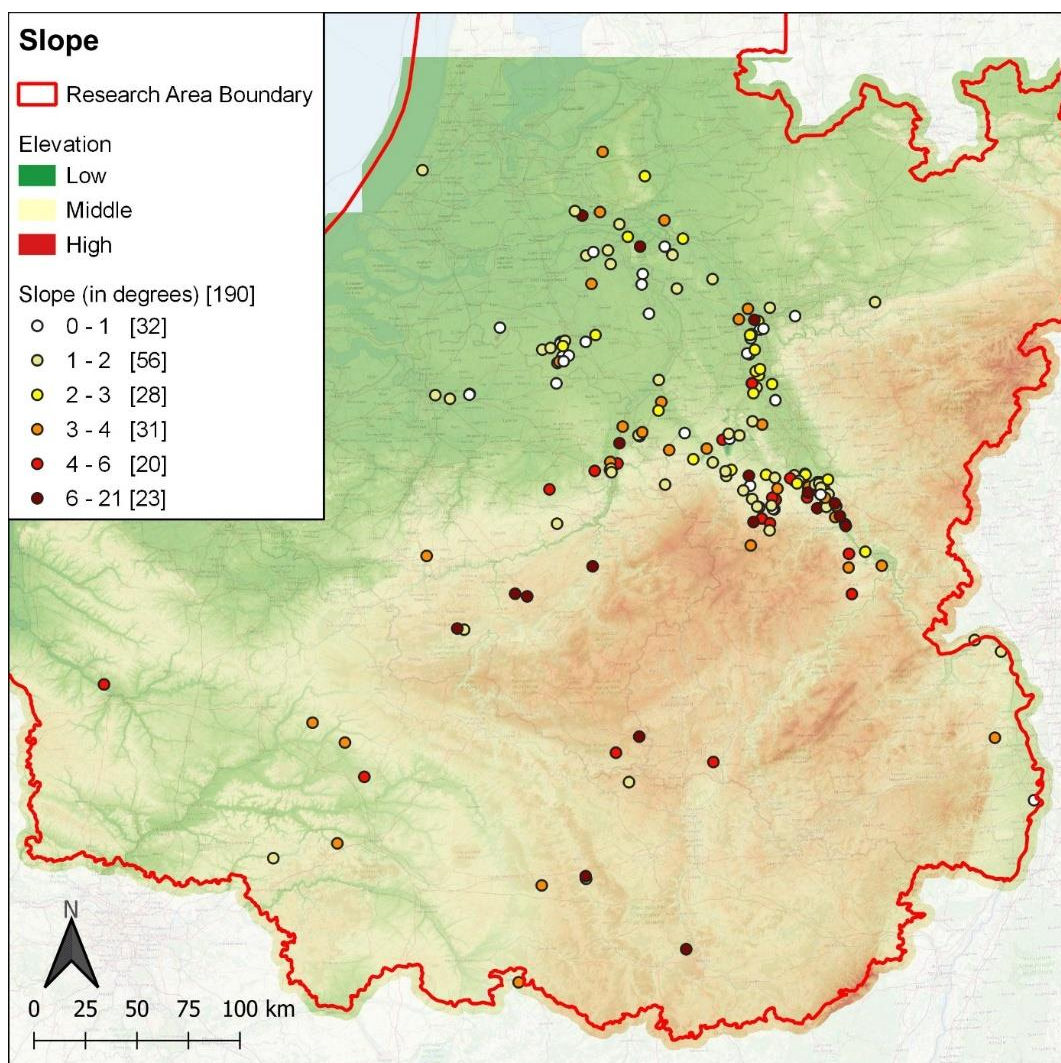 Slope
Research Area Boundary
Elevation
Low
Middle
High
Slope (in degrees) [190]
0 - 1 [32]
1 - 2 [56]
2 - 3 [28]
3 - 4 [31]
4 - 6 [20]
6 - 21 [23]
N
0 25 50 75 100 km